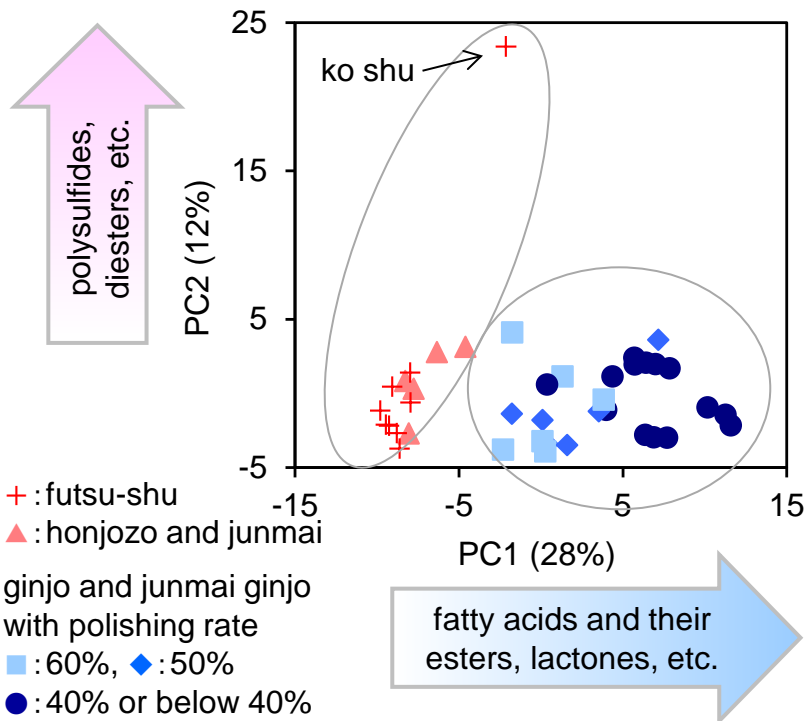 25
ko shu
15
5
-5
-15
-5
5
15
PC2 (12%)
PC1 (28%)
polysulfides,
diesters, etc.
fatty acids and their
esters, lactones, etc.
+ : futsu-shu
▲ : honjozo and junmai
ginjo and junmai ginjo
with polishing rate
■ : 60%, ◆ : 50%
● : 40% or below 40%